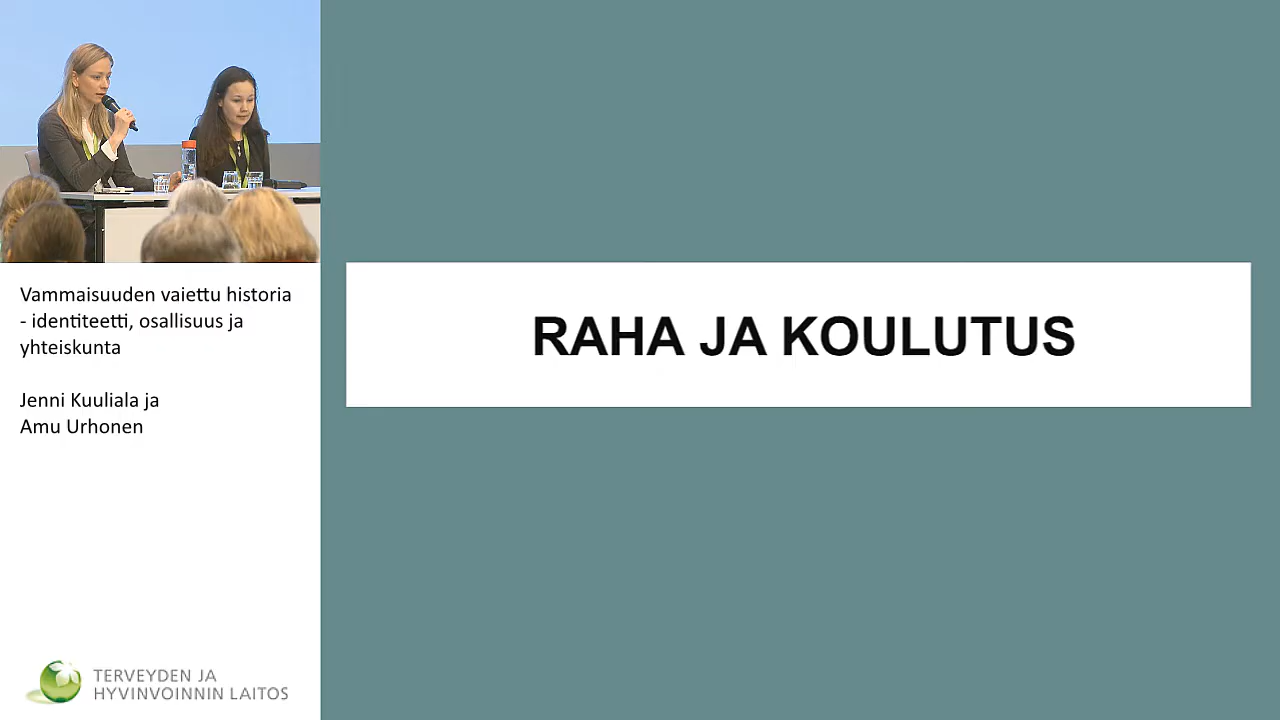 Vammaisuuden vaiettu historia
- identiteetti, osallisuus ja
yhteiskunta
Jenni Kuuliala ja
Amu Urhonen
TERVEYDEN JA
HYVINVOINNIN LAITOS
RAHA JA KOULUTUS